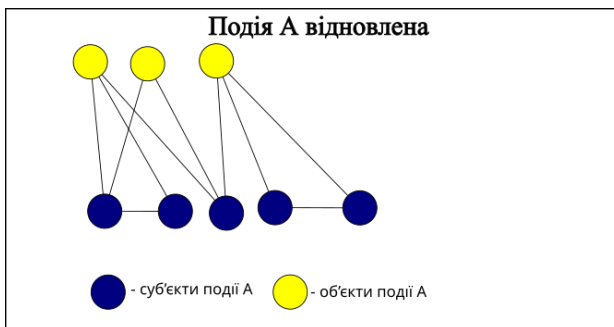 Подія А відновлена
- суб'єкти події А
- об'єкти події А